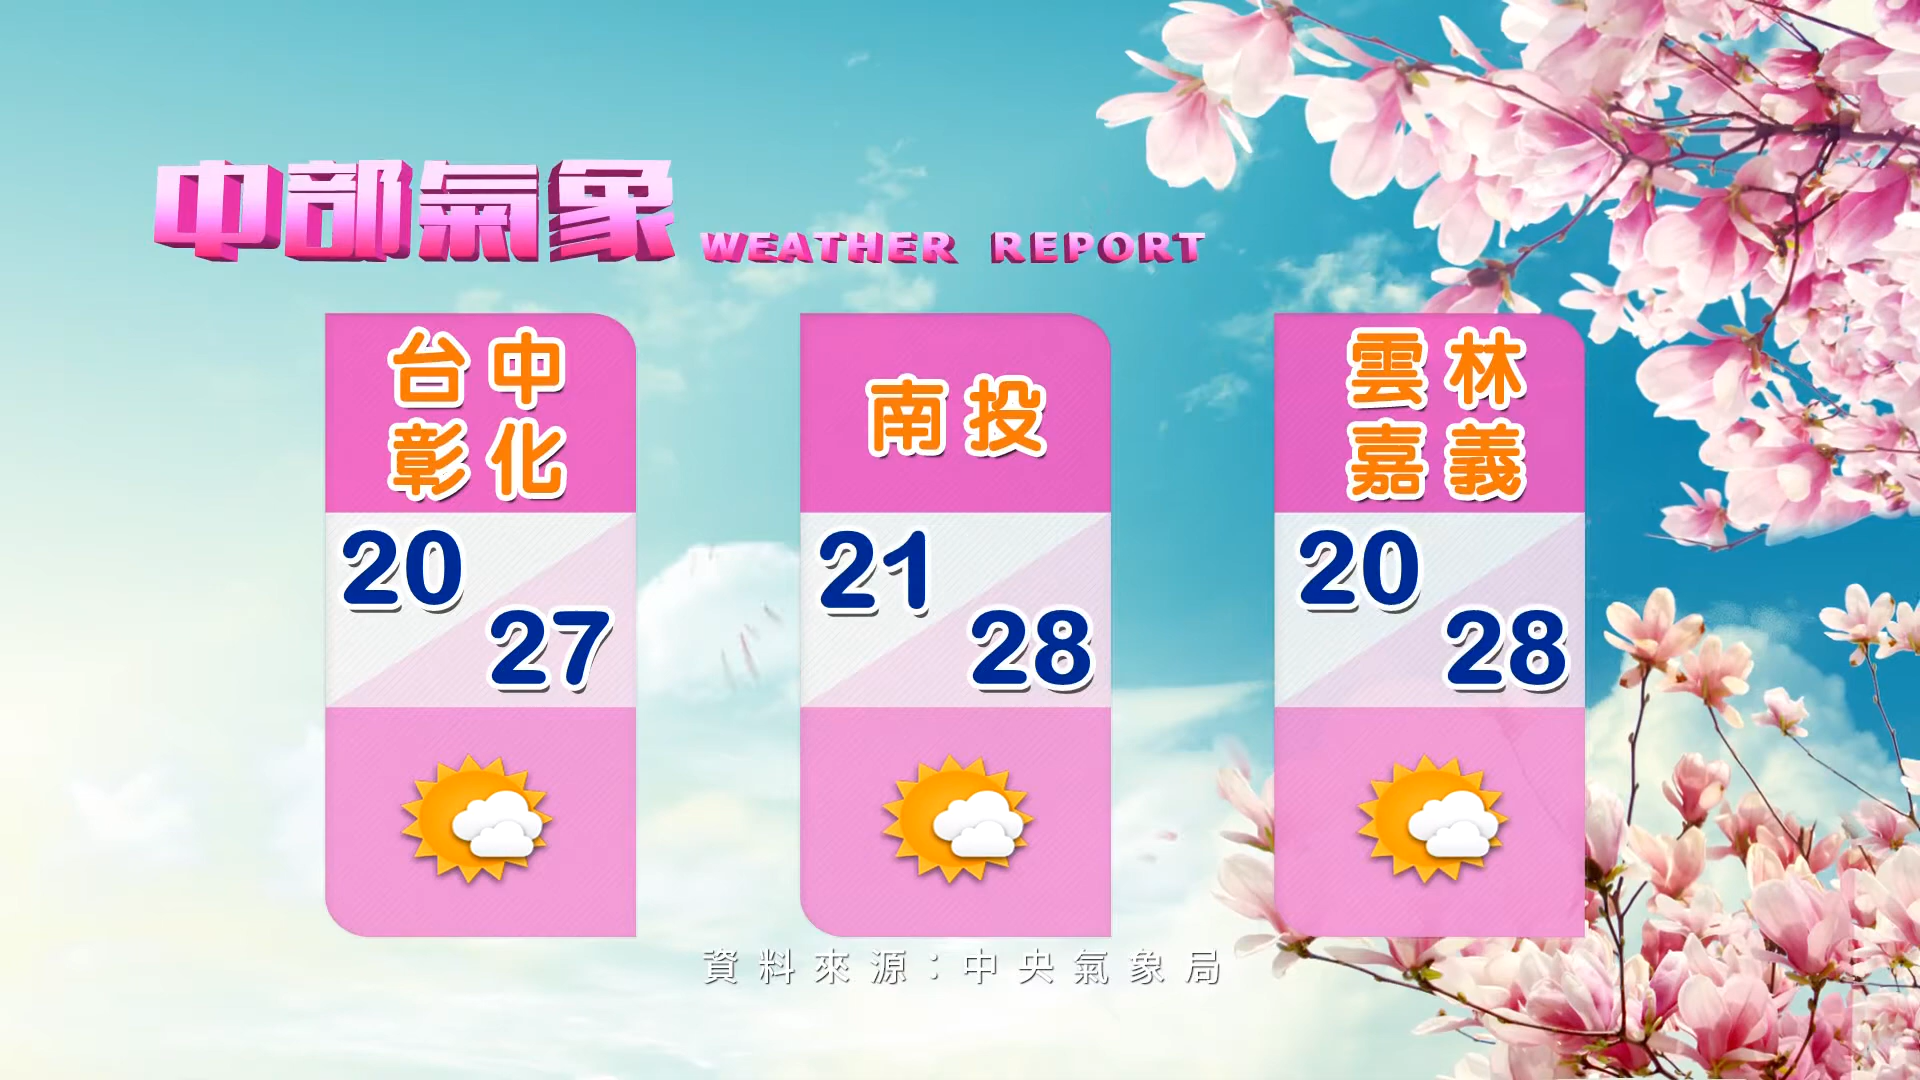 中部氣象 WEATHER REPORT
台中
彰化
20
27
南投
21
28
雲林
嘉義
20
28
資料來源：中央氣象局